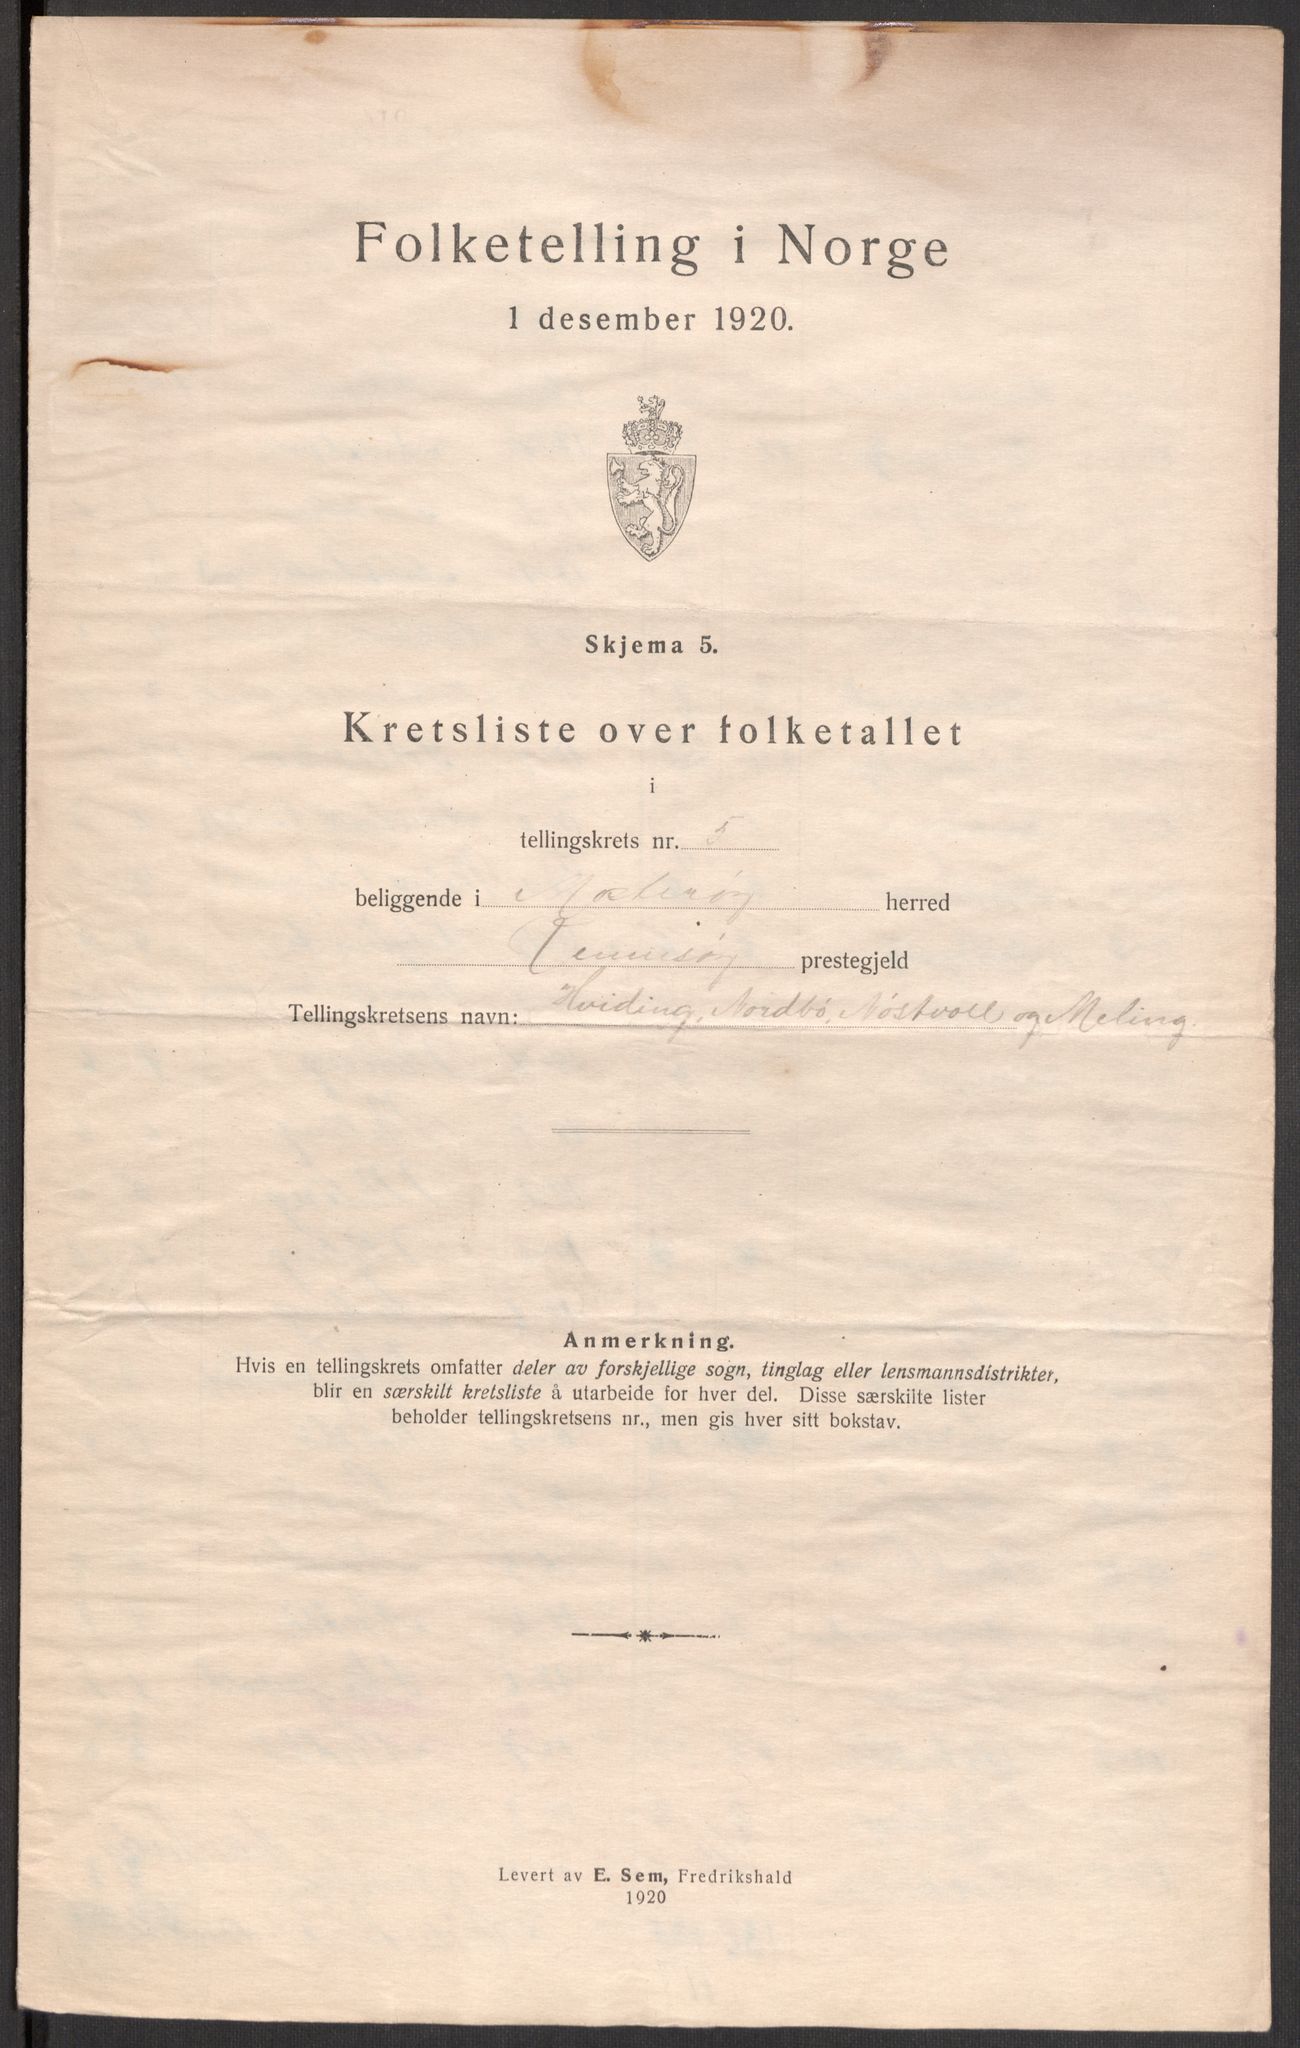 Folketelling i Norge
1 desember 1920.
Skjema 5.
Kretsliste over folketallet
i
tellingskrets nr. 5
beliggende i Mosterøy herred
Rennesøy prestegjeld
Tellingskretsens navn: Hviding, Nordbø, Nøstvold og Meling.
Anmerkning.
Hvis en tellingskrets omfatter deler av forskjellige sogn, tinglag eller lensmannsdistrikter,
blir en særskilt kretsliste å utarbeide for hver del. Disse særskilte lister
beholder tellingskretsens nr., men gis hver sitt bokstav.
Levert av E. Sem, Fredrikshald
1920